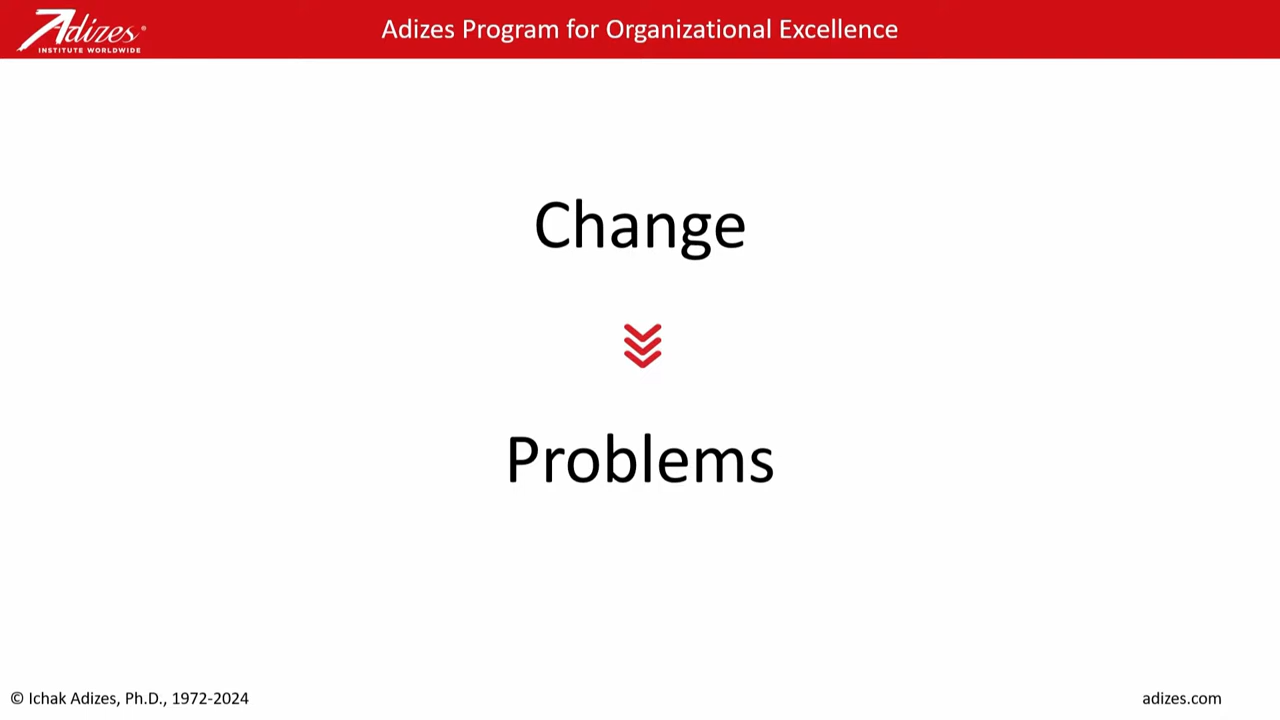 Adizes®
INSTITUTE WORLDWIDE
Adizes Program for Organizational Excellence
Change
Problems
© Ichak Adizes, Ph.D., 1972-2024
adizes.com